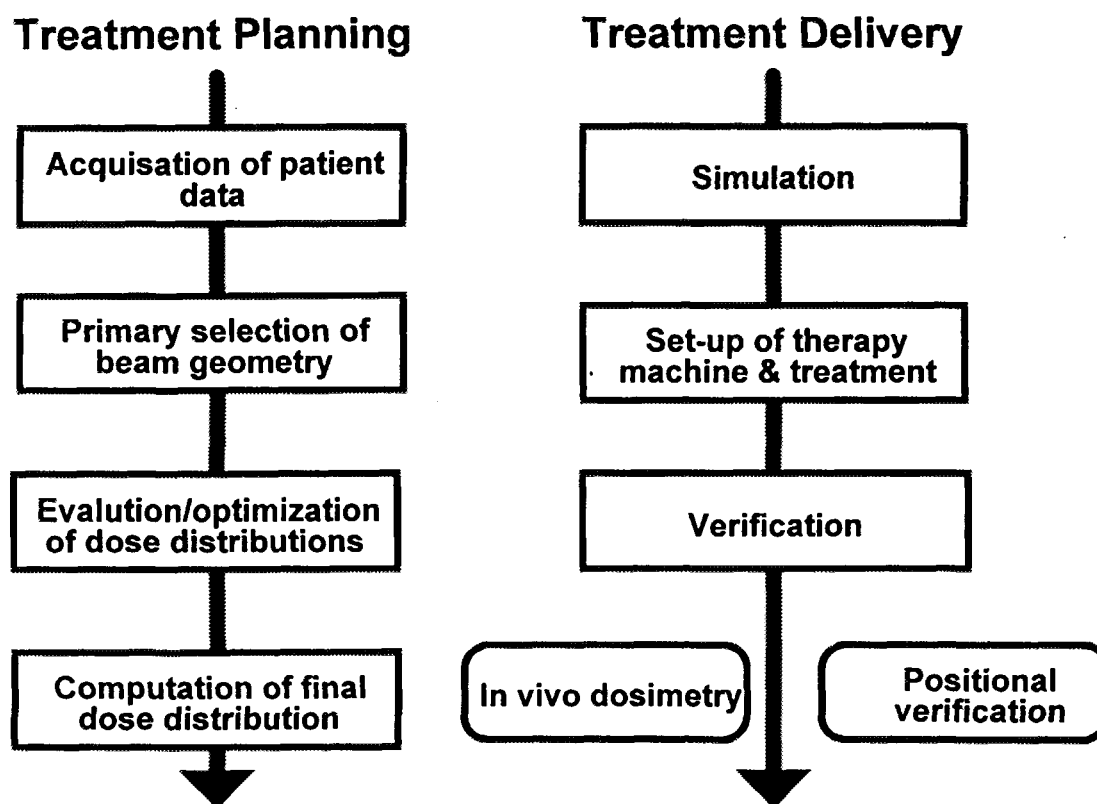 Treatment Planning
Acquisation of patient
data
Primary selection of
beam geometry
Evalution/optimization
of dose distributions
Computation of final
dose distribution
Treatment Delivery
Simulation
Set-up of therapy
machine & treatment
Verification
In vivo dosimetry
Positional
verification